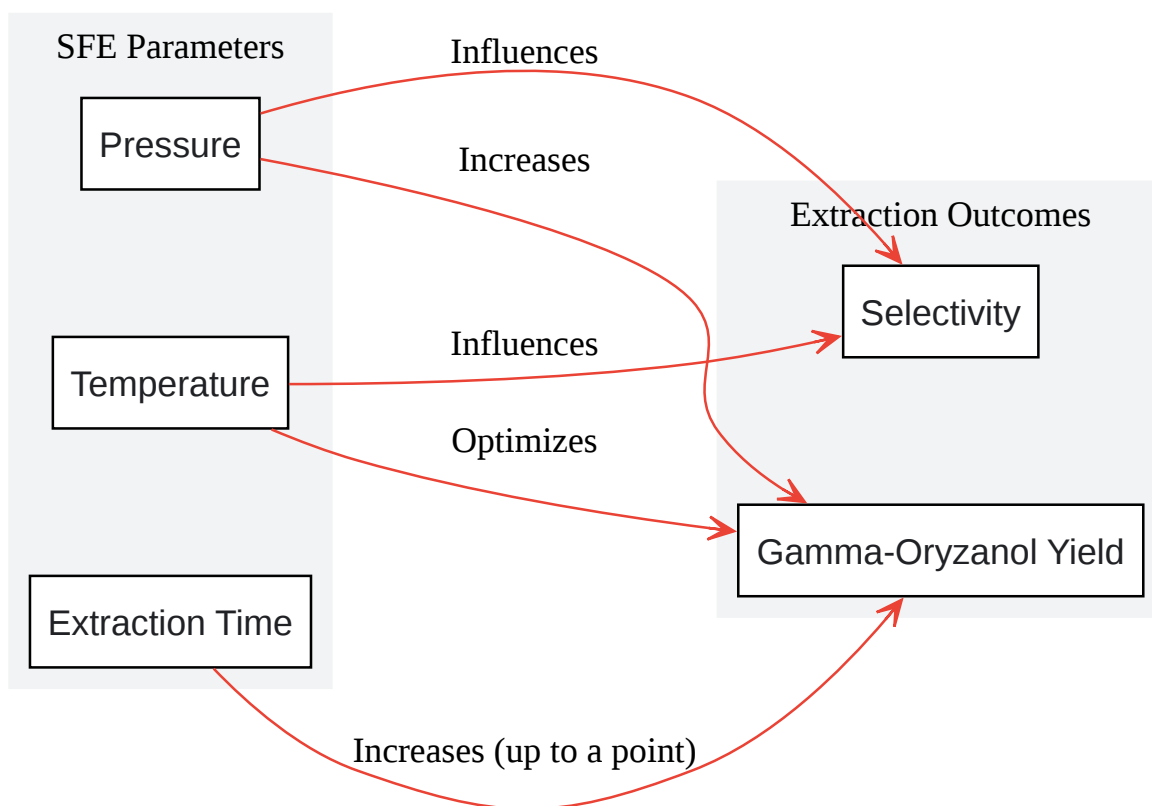 SFE Parameters
Pressure
Temperature
Extraction Time
Influences
Increases
Influences
Optimizes
Increases (up to a point)
Extraction Outcomes
Selectivity
Gamma-Oryzanol Yield